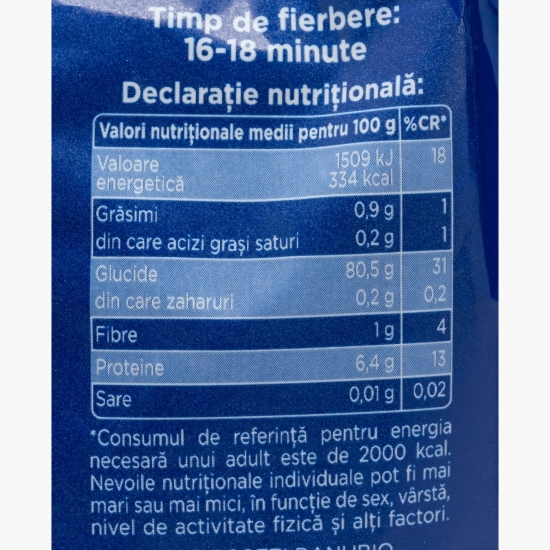 Timp de fierbere:
16-18 minute
Declarație nutrițională:
Valori nutriționale medii pentru 100 g %CR*
Valoare energetică 1509 kJ 334 kcal 18
Grăsimi 0,9 g 1
din care acizi grași saturi 0,2 g 1
Glucide 80,5 g 31
din care zaharuri 0,2 g 0,2
Fibre 1 g 4
Proteine 6,4 g 13
Sare 0,01 g 0,02
*Consumul de referință pentru energia
necesară unui adult este de 2000 kcal.
Nevoile nutriționale individuale pot fi mai
mari sau mai mici, în funcție de sex, vârstă,
nivel de activitate fizică și alți factori.